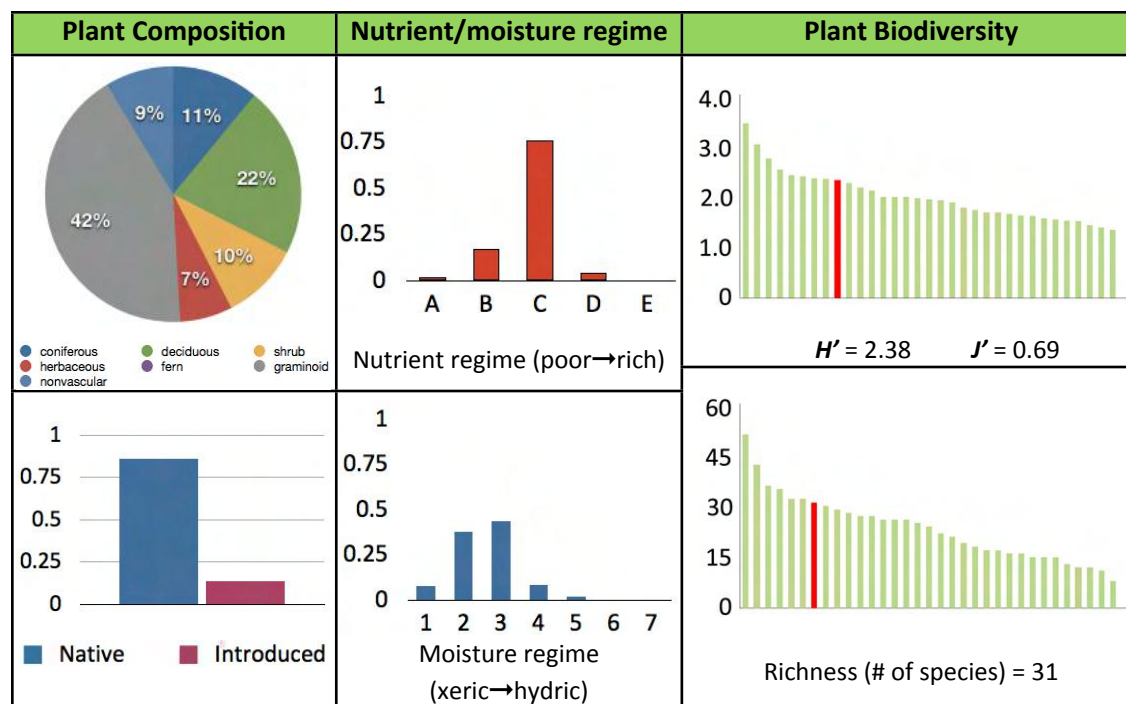 Plant Composition
Nutrient/moisture regime
Plant Biodiversity
9%
11%
22%
42%
10%
7%
coniferous
deciduous
shrub
herbaceous
fern
graminoid
nonvascular
1
0.75
0.5
0.25
0
A B C D E
Nutrient regime (poor→rich)
4.0
3.0
2.0
1.0
0
H’ = 2.38 J’ = 0.69
1
0.75
0.5
0.25
0
Native Introduced
1
0.75
0.5
0.25
0
1 2 3 4 5 6 7
Moisture regime
(xeric→hydric)
60
45
30
15
0
Richness (# of species) = 31